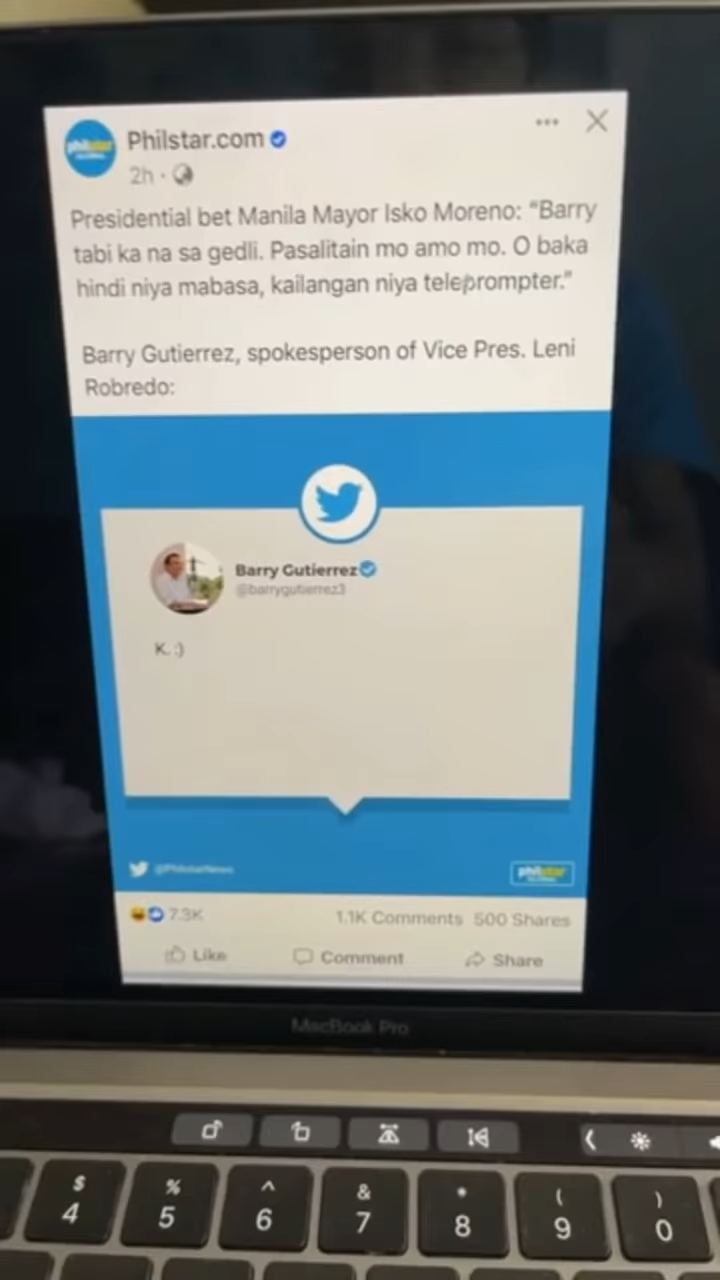 Philstar.com
2h
Presidential bet Manila Mayor Isko Moreno: "Barry
tabi ka na sa gedli. Pasalitain mo amo mo. O baka
hindi niya mabasa, kailangan niya teleprompter."
Barry Gutierrez, spokesperson of Vice Pres. Leni
Robredo:
Barry Gutierrez
@barrygutierrez3
K. :)
@PhilstarNews
philstar
7.3K
1.1K Comments 500 Shares
Like Comment Share
MacBook Pro
$ % ^ & * ( )
4 5 6 7 8 9 0